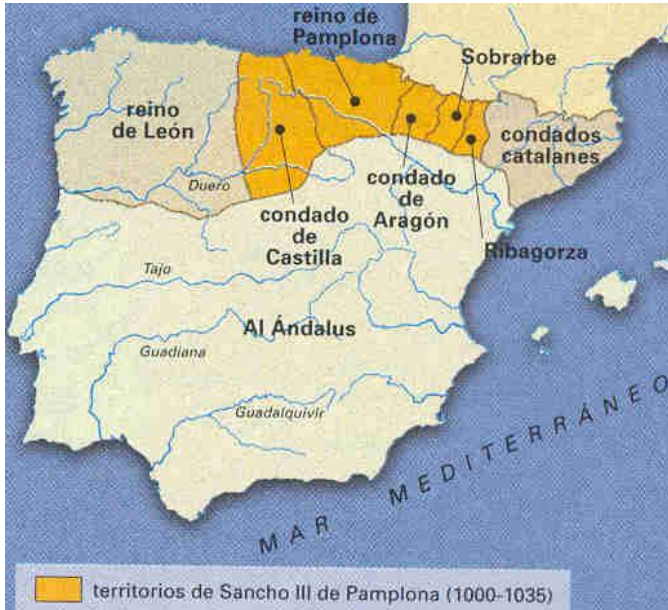 reino de
Pamplona
Sobrarbe
reino
de León
condados
catalanes
Duero
condado
de
Aragón
condado
de
Castilla
Ribagorza
Tajo
Al Ándalus
Guadiana
Guadalquivir
MAR MEDITERRÁNEO
territorios de Sancho III de Pamplona (1000-1035)